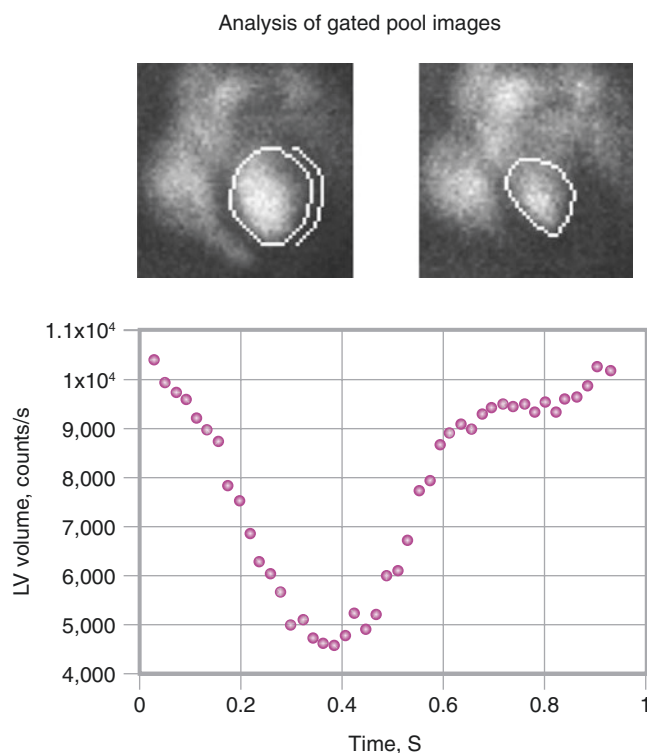 Analysis of gated pool images
1.1x10⁴
1x10⁴
9,000
8,000
7,000
6,000
5,000
4,000
LV volume, counts/s
0
0.2
0.4
0.6
0.8
1
Time, S